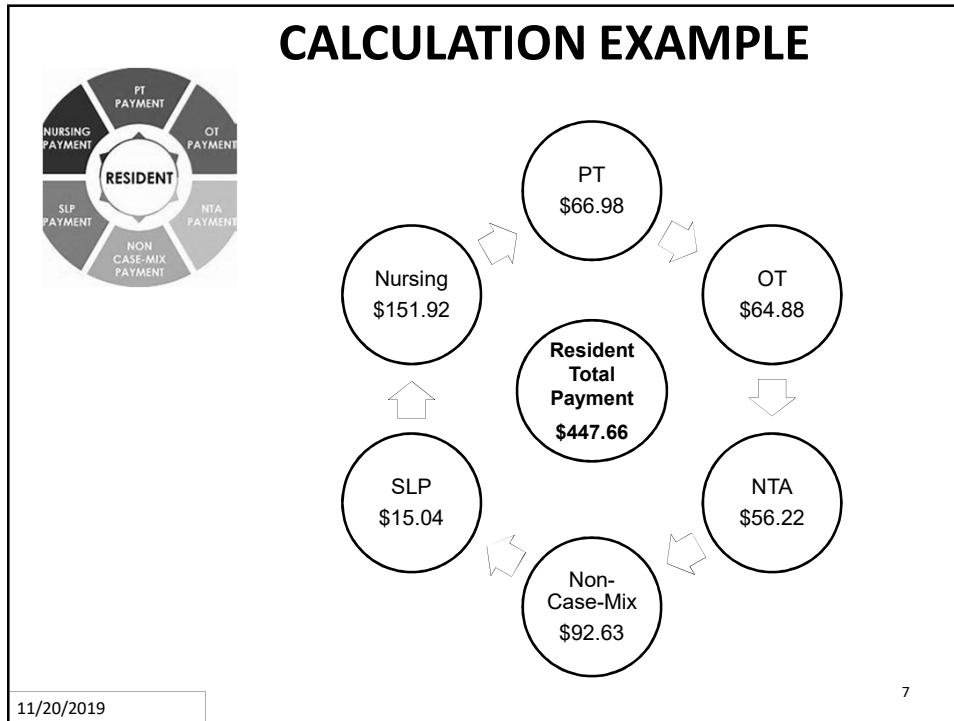 CALCULATION EXAMPLE
PT
PAYMENT
OT
PAYMENT
NTA
PAYMENT
NON
CASE-MIX
PAYMENT
SLP
PAYMENT
NURSING
PAYMENT
RESIDENT
PT
$66.98
OT
$64.88
NTA
$56.22
Non-
Case-Mix
$92.63
SLP
$15.04
Nursing
$151.92
Resident
Total
Payment
$447.66
11/20/2019
7